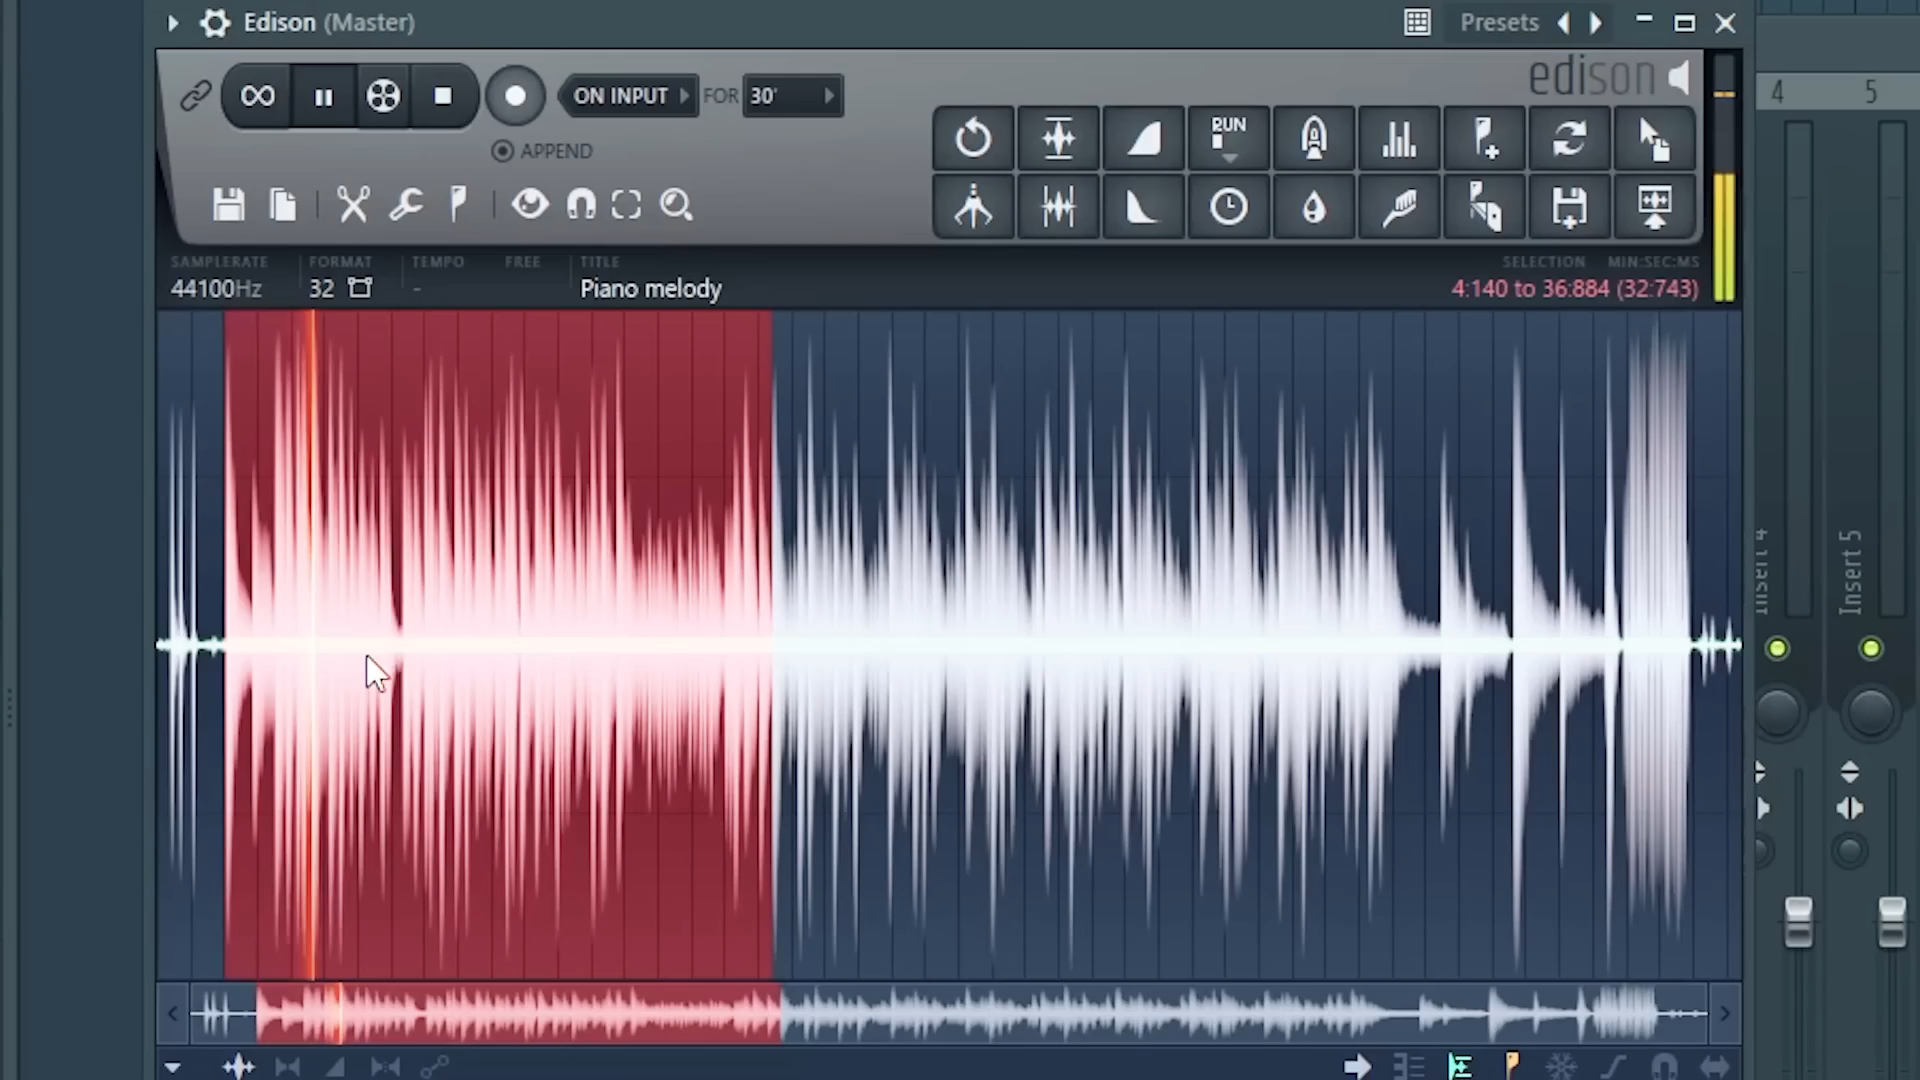 Edison (Master)
Presets
edison
ON INPUT
FOR
30'
APPEND
RUN
4
5
SAMPLERATE
FORMAT
TEMPO
FREE
TITLE
SELECTION
MIN:SEC:MS
44100Hz
32
-
Piano melody
4:140 to 36:884 (32:743)
Insert 4
Insert 5